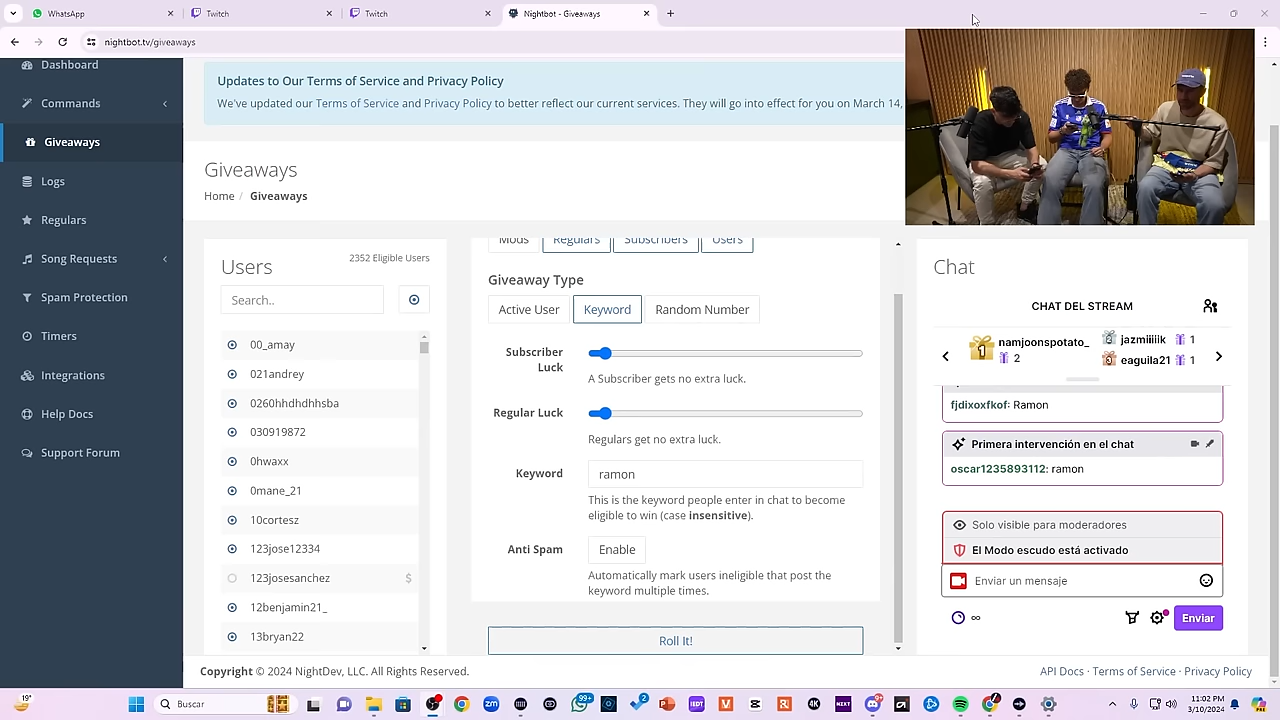 WhatsApp
Twitch
Twitch
Nightbot - Giveaways
nightbot.tv/giveaways
Dashboard
Commands
Giveaways
Logs
Regulars
Song Requests
Spam Protection
Timers
Integrations
Help Docs
Support Forum
Updates to Our Terms of Service and Privacy Policy
We've updated our Terms of Service and Privacy Policy to better reflect our current services. They will go into effect for you on March 14,
Giveaways
Home / Giveaways
Users
2352 Eligible Users
Search..
00_amay
021andrey
0260hhdhdhhsba
030919872
0hwaxx
0mane_21
10cortesz
123jose12334
123josesanchez $
12benjamin21_
13bryan22
Mods Regulars Subscribers Users
Giveaway Type
Active User Keyword Random Number
Subscriber
Luck
A Subscriber gets no extra luck.
Regular Luck
Regulars get no extra luck.
Keyword
ramon
This is the keyword people enter in chat to become
eligible to win (case insensitive).
Anti Spam
Enable
Automatically mark users ineligible that post the
keyword multiple times.
Roll It!
Chat
CHAT DEL STREAM
1 namjoonspotato_ 2
2 jazmiiiiik 1
3 eaguila21 1
fjdixoxfkof: Ramon
Primera intervención en el chat
oscar1235893112: ramon
Solo visible para moderadores
El Modo escudo está activado
Enviar un mensaje
∞
Enviar
Copyright © 2024 NightDev, LLC. All Rights Reserved.
API Docs - Terms of Service - Privacy Policy
19°
Buscar
99+
2
4K
NEXT
11:02 PM
3/10/2024